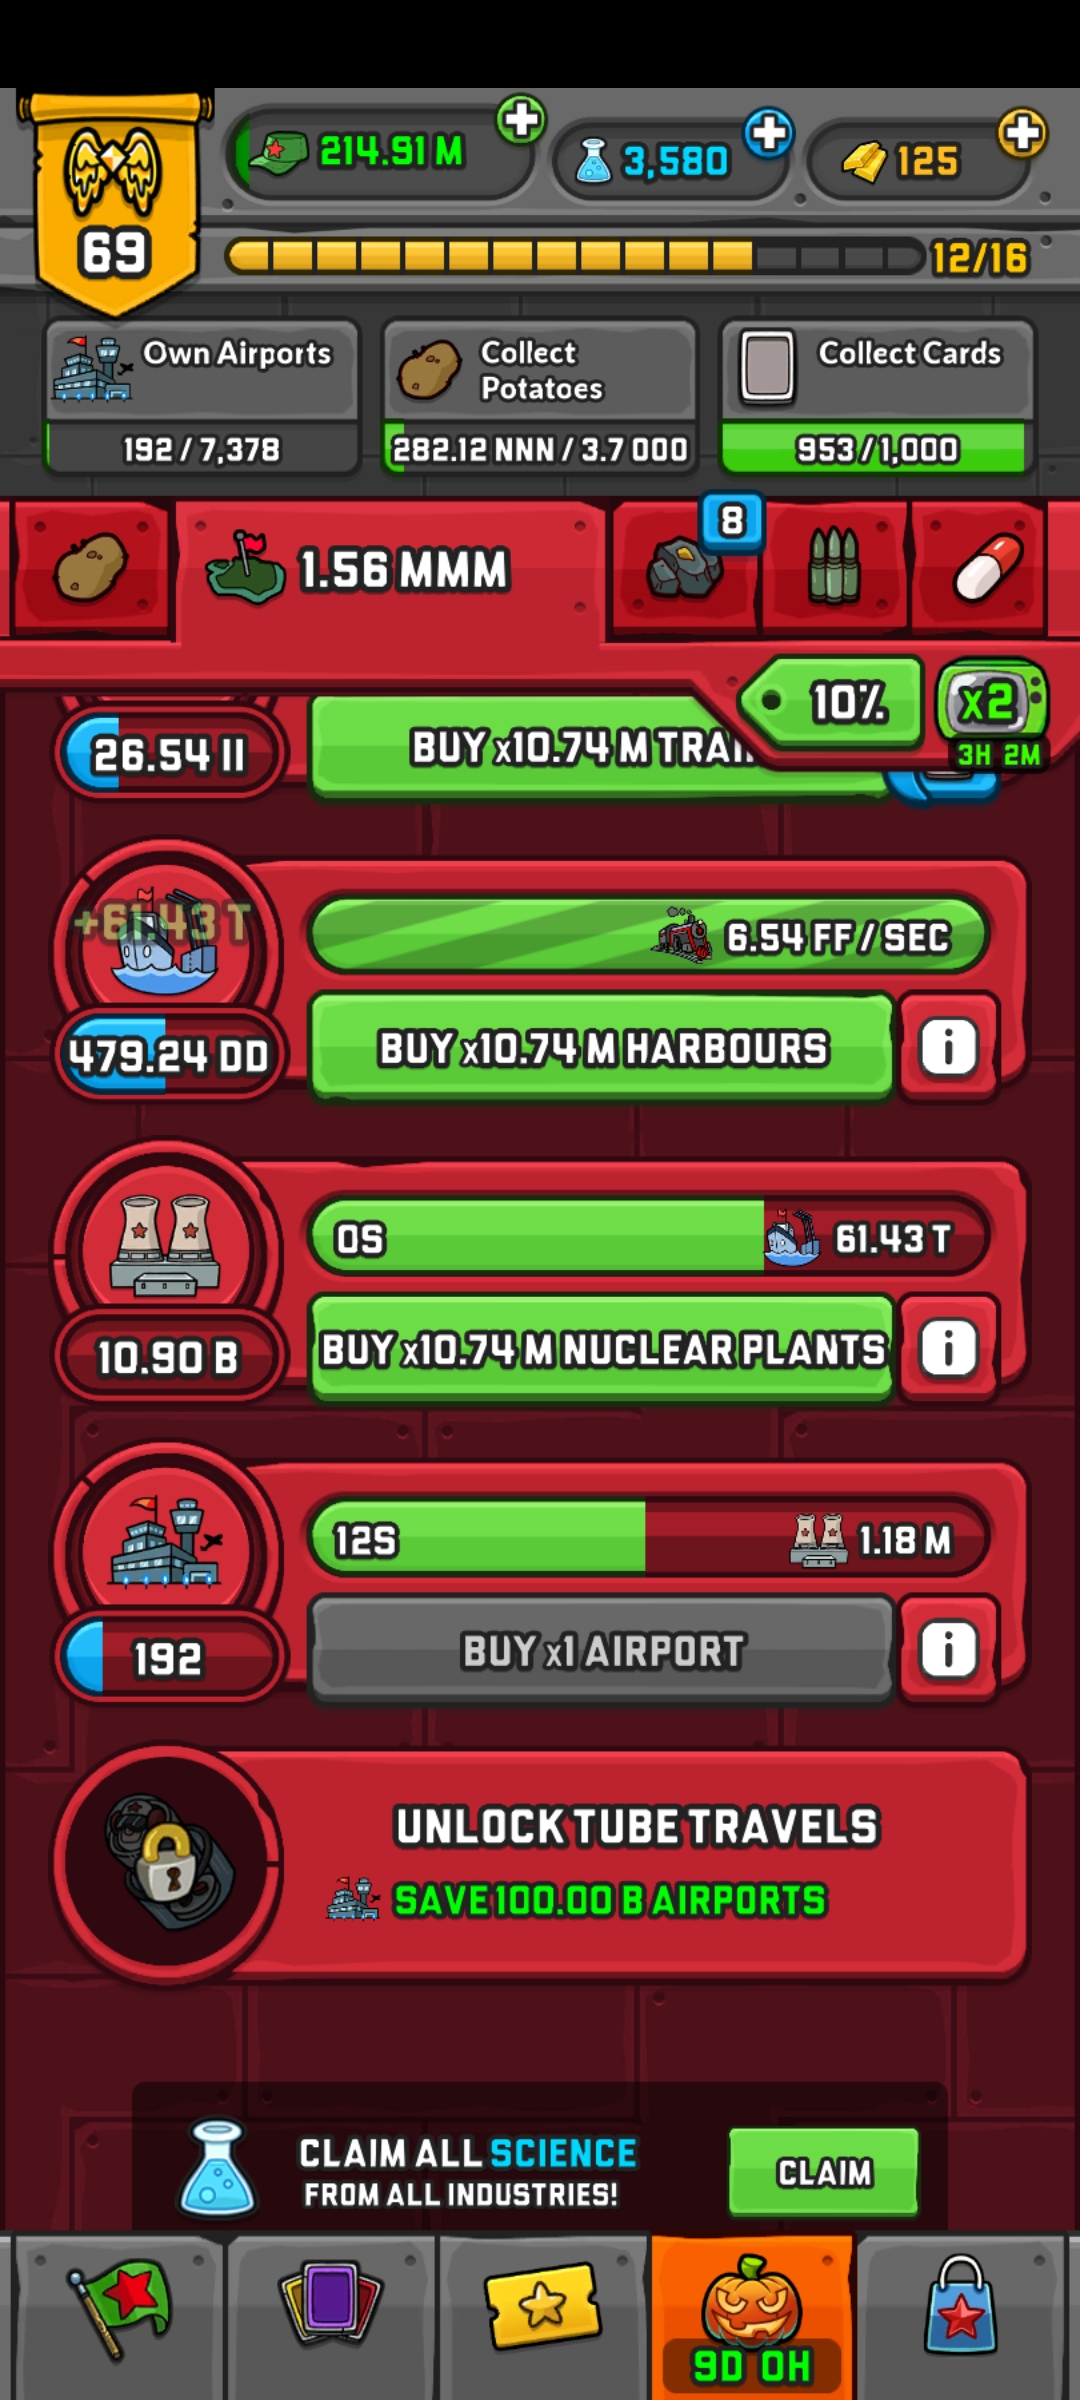 214.91 M
3,580
125
69
12/16
Own Airports
192 / 7,378
Collect
Potatoes
282.12 NNN / 3.7 OOO
Collect Cards
953 / 1,000
1.56 MMM
8
10%
x2
3H 2M
26.54 II
BUY x10.74 M
+61.43 T
6.54 FF / SEC
479.24 DD
BUY x10.74 M HARBOURS
i
0S
61.43 T
10.90 B
BUY x10.74 M NUCLEAR PLANTS
i
12S
1.18 M
192
BUY x1 AIRPORT
i
UNLOCK TUBE TRAVELS
SAVE 100.00 B AIRPORTS
CLAIM ALL SCIENCE
FROM ALL INDUSTRIES!
CLAIM
9D 0H